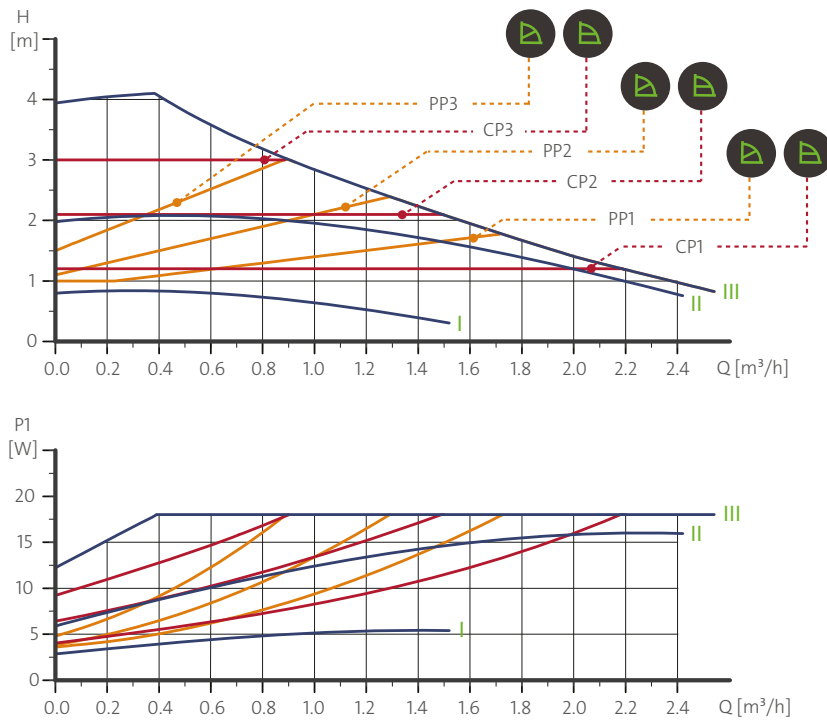 H
[m]
4
3
2
1
0
PP3
CP3
PP2
CP2
PP1
CP1
III
II
I
0.0 0.2 0.4 0.6 0.8 1.0 1.2 1.4 1.6 1.8 2.0 2.2 2.4 Q [m³/h]
P1
[W]
20
15
10
5
0
III
II
I
0.0 0.2 0.4 0.6 0.8 1.0 1.2 1.4 1.6 1.8 2.0 2.2 2.4 Q [m³/h]